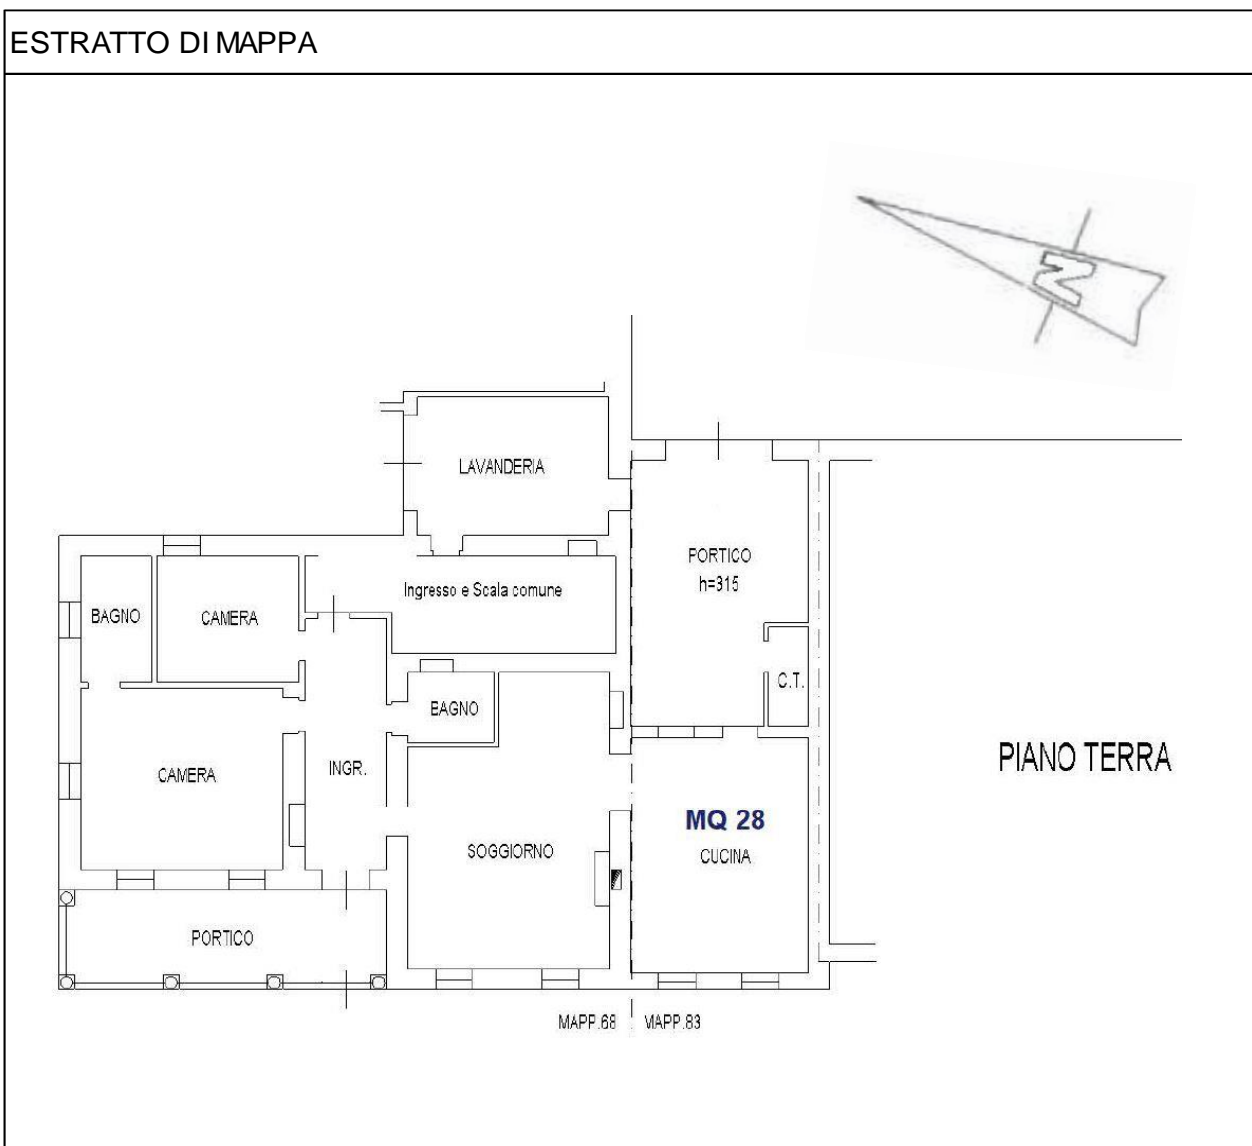 ESTRATTO DI MAPPA
N
LAVANDERIA
PORTICO
h=315
Ingresso e Scala comune
BAGNO
CAMERA
C.T.
BAGNO
CAMERA
INGR.
PIANO TERRA
MQ 28
SOGGIORNO
CUCINA
PORTICO
MAPP.68
MAPP.83